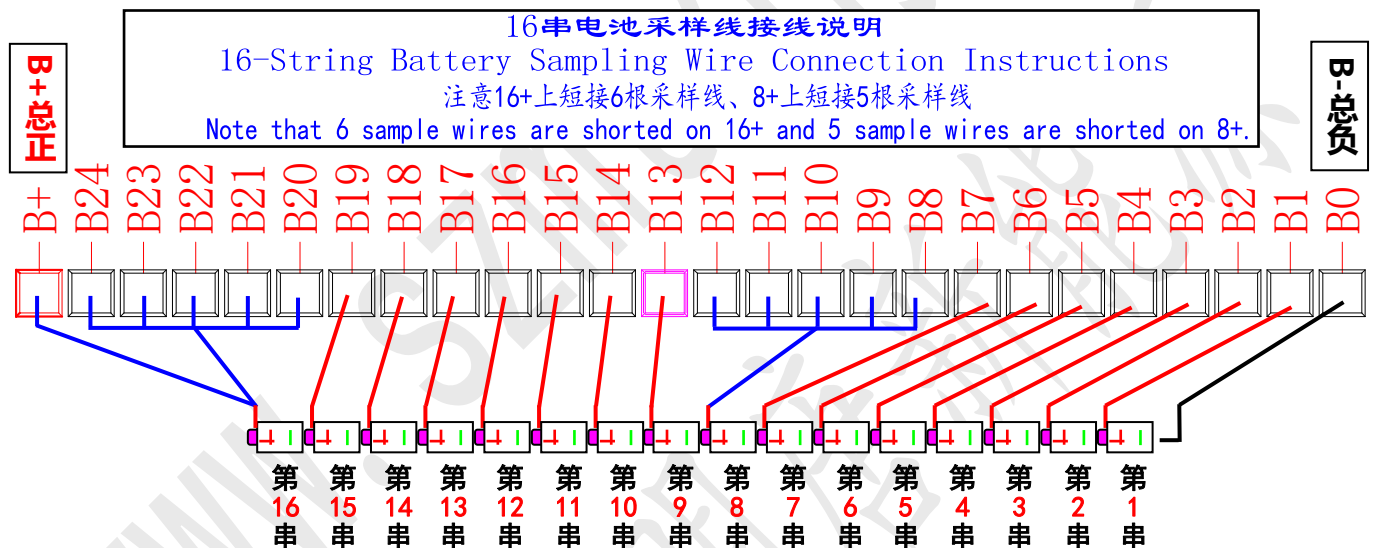 16串电池采样线接线说明
16-String Battery Sampling Wire Connection Instructions
注意16+上短接6根采样线、8+上短接5根采样线
Note that 6 sample wires are shorted on 16+ and 5 sample wires are shorted on 8+.
B+总正
B-总负
B+ B24 B23 B22 B21 B20 B19 B18 B17 B16 B15 B14 B13 B12 B11 B10 B9 B8 B7 B6 B5 B4 B3 B2 B1 B0
第 第 第 第 第 第 第 第 第 第 第 第 第 第 第 第
16 15 14 13 12 11 10 9 8 7 6 5 4 3 2 1
串 串 串 串 串 串 串 串 串 串 串 串 串 串 串 串